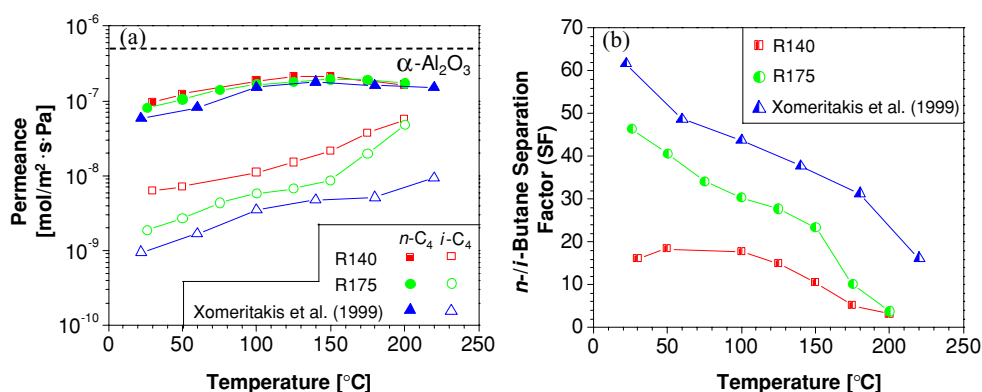 (a)
α-Al₂O₃
Permeance
[mol/m² ·s·Pa]
10⁻⁶
10⁻⁷
10⁻⁸
10⁻⁹
10⁻¹⁰
n-C₄ i-C₄
R140
R175
Xomeritakis et al. (1999)
0 50 100 150 200 250
Temperature [°C]
(b)
R140
R175
Xomeritakis et al. (1999)
n-/i-Butane Separation
Factor (SF)
70
60
50
40
30
20
10
0
0 50 100 150 200 250
Temperature [°C]